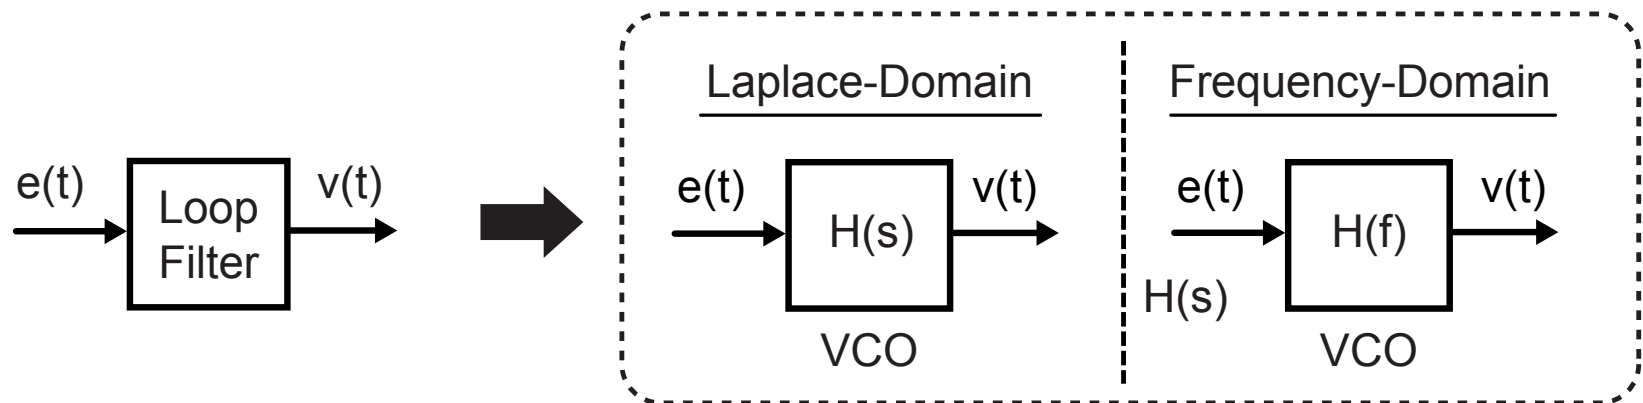 e(t)
Loop
Filter
v(t)
Laplace-Domain
e(t)
H(s)
v(t)
VCO
Frequency-Domain
e(t)
H(f)
v(t)
H(s)
VCO